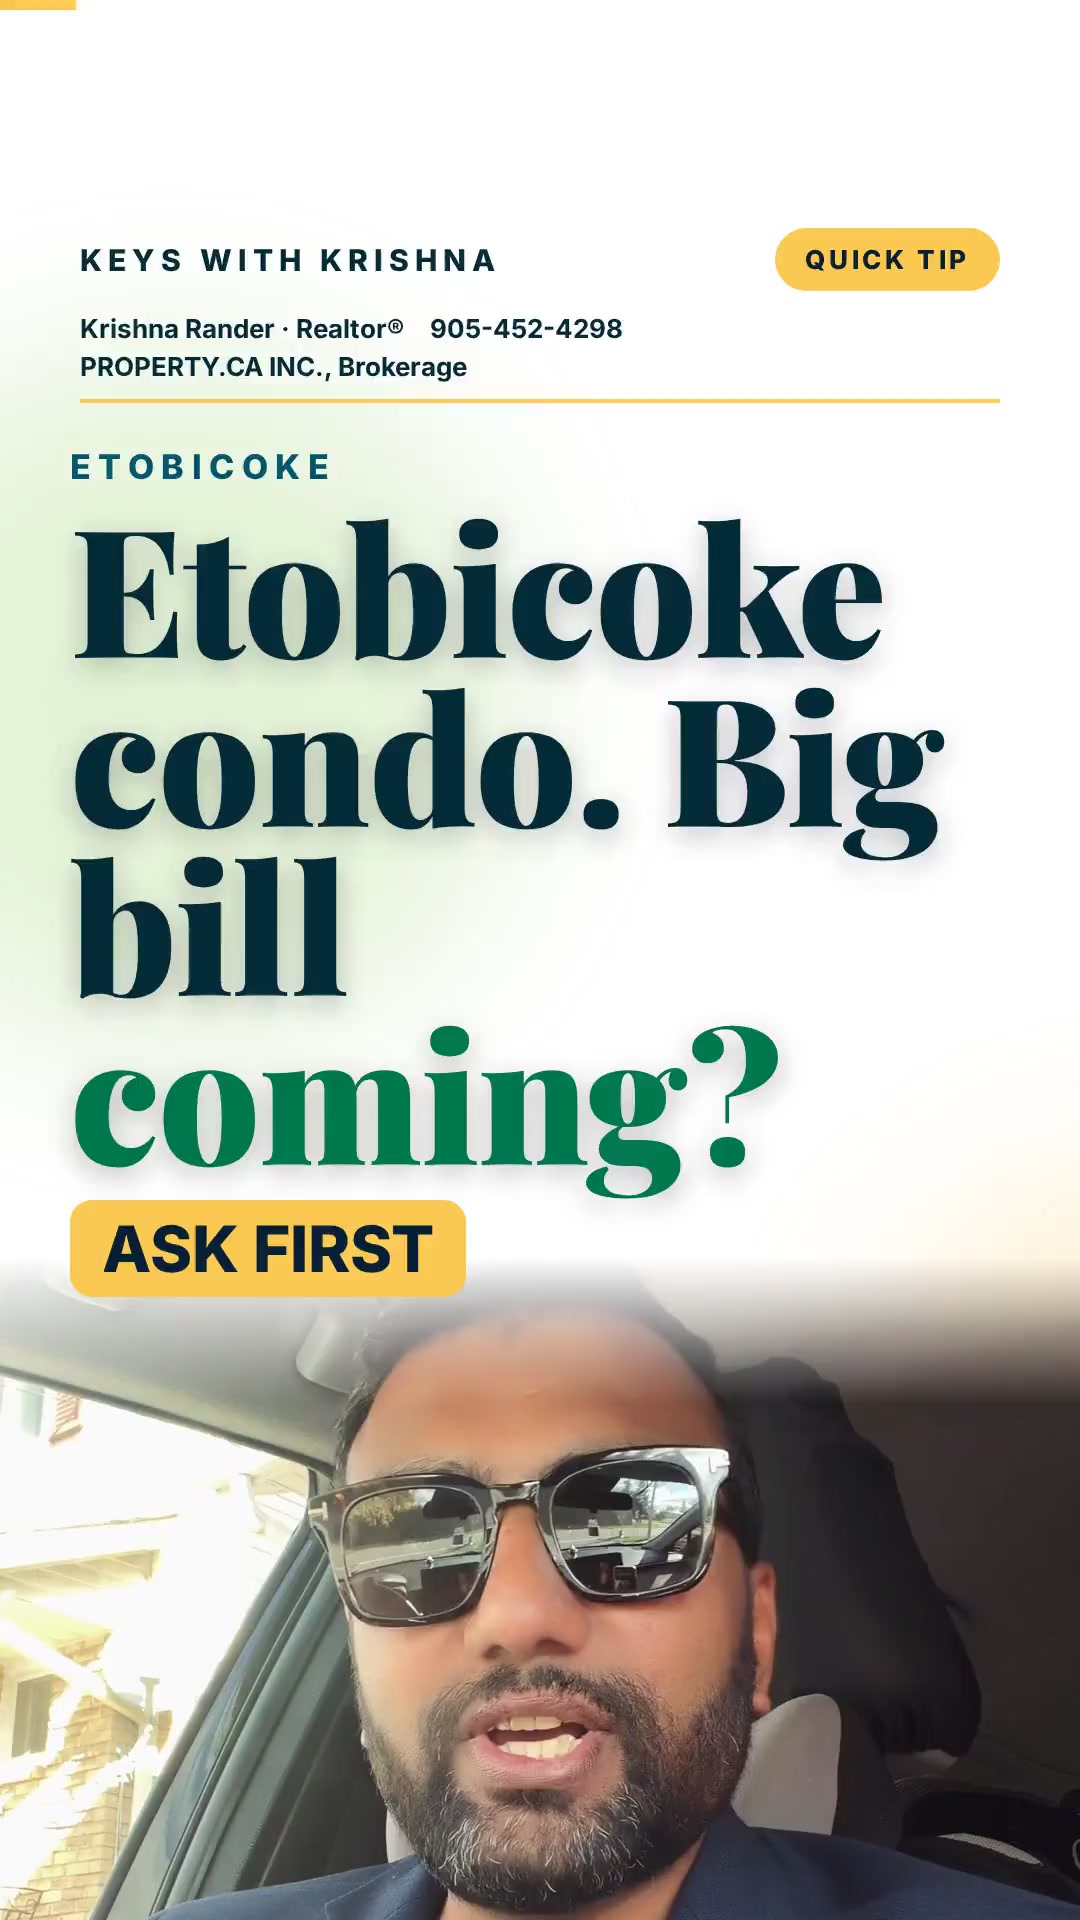 KEYS WITH KRISHNA
QUICK TIP
Krishna Rander · Realtor® 905-452-4298
PROPERTY.CA INC., Brokerage
ETOBICOKE
Etobicoke
condo. Big
bill
coming?
ASK FIRST